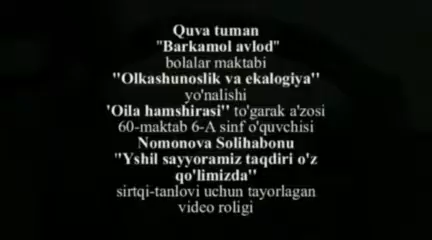 Quva tuman
"Barkamol avlod"
bolalar maktabi
"Olkashunoslik va ekalogiya"
yo'nalishi
'Oila hamshirasi" to'garak a'zosi
60-maktab 6-A sinf o'quvchisi
Nomonova Solihabonu
"Yshil sayyoramiz taqdiri o'z
qo'limizda"
sirtqi-tanlovi uchun tayorlagan
video roligi